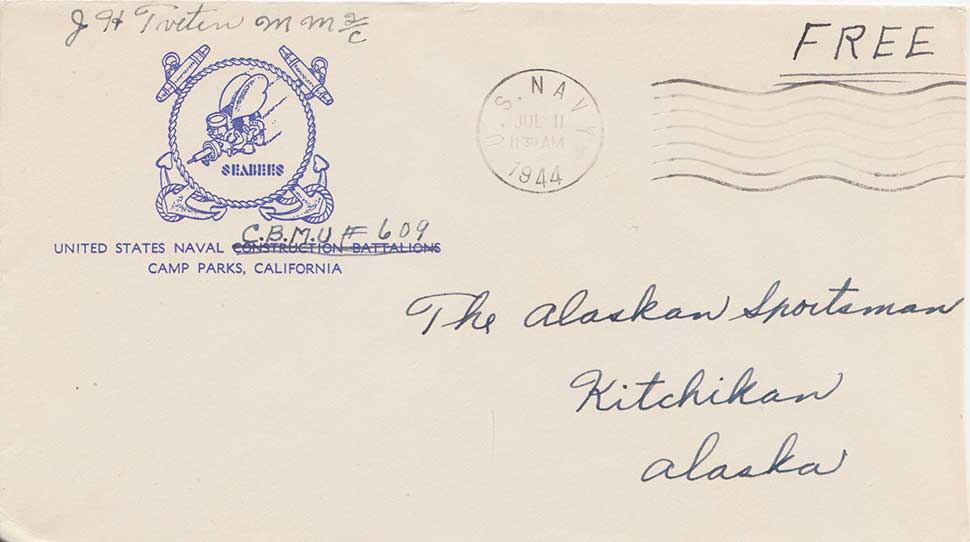 J H Tveten M M 2/C
FREE
U.S. NAVY
JUL 11
11 30 AM
1944
SEABEES
C.B.M.U # 609
UNITED STATES NAVAL CONSTRUCTION BATTALIONS
CAMP PARKS, CALIFORNIA
The Alaskan Sportsman
Kitchikan
Alaska